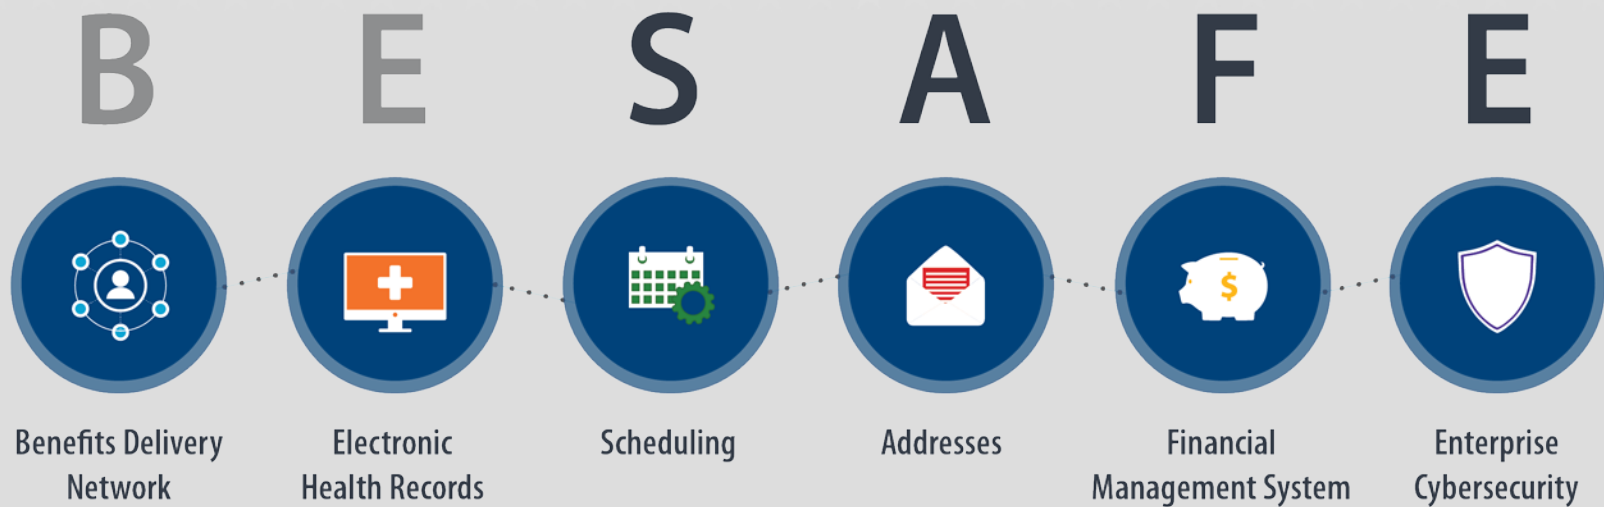 B E S A F E
Benefits Delivery
Network
Electronic
Health Records
Scheduling
Addresses
$
Financial
Management System
Enterprise
Cybersecurity